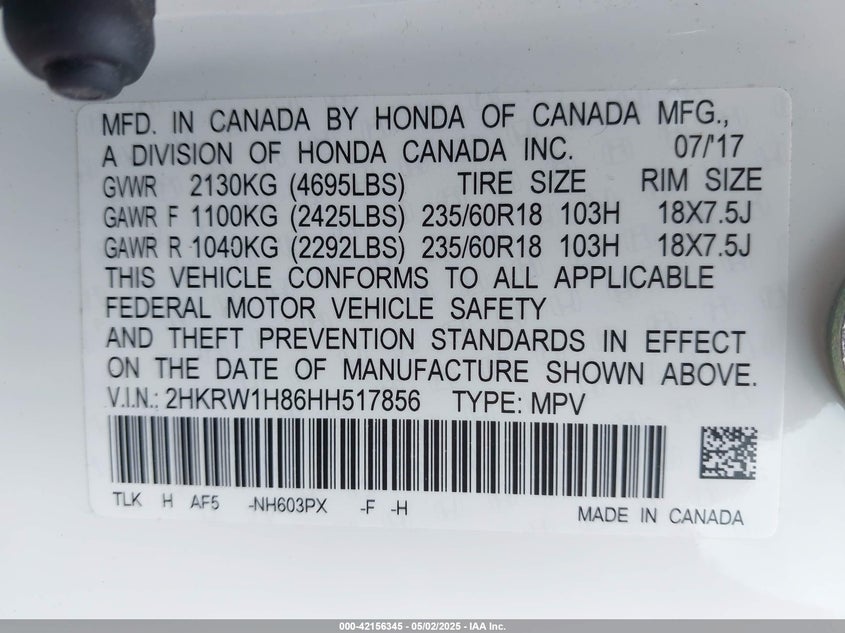 MFD. IN CANADA BY HONDA OF CANADA MFG.,
A DIVISION OF HONDA CANADA INC. 07/'17
GVWR 2130KG (4695LBS) TIRE SIZE RIM SIZE
GAWR F 1100KG (2425LBS) 235/60R18 103H 18X7.5J
GAWR R 1040KG (2292LBS) 235/60R18 103H 18X7.5J
THIS VEHICLE CONFORMS TO ALL APPLICABLE
FEDERAL MOTOR VEHICLE SAFETY
AND THEFT PREVENTION STANDARDS IN EFFECT
ON THE DATE OF MANUFACTURE SHOWN ABOVE.
V.I.N.: 2HKRW1H86HH517856 TYPE: MPV
TLK H AF5 -NH603PX -F -H
MADE IN CANADA
000-42156345 - 05/02/2025 - IAA Inc.